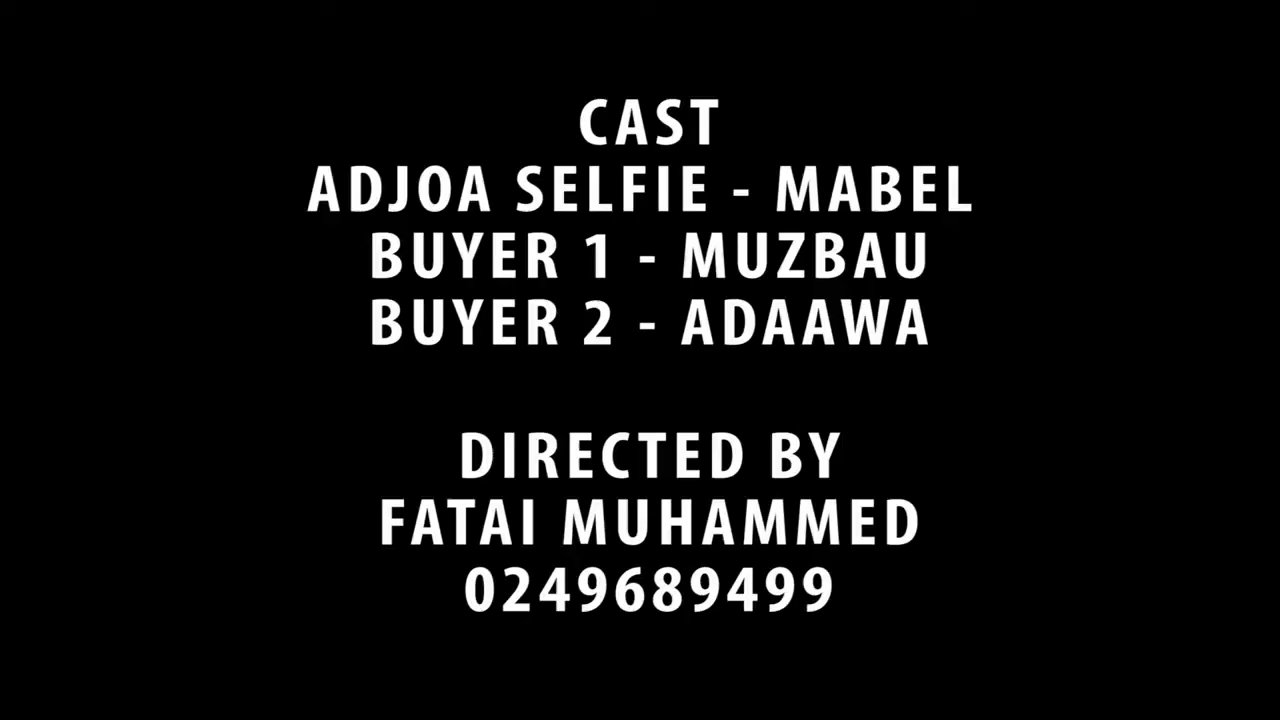 CAST
ADJOA SELFIE - MABEL
BUYER 1 - MUZBAU
BUYER 2 - ADAAWA
DIRECTED BY
FATAI MUHAMMED
0249689499